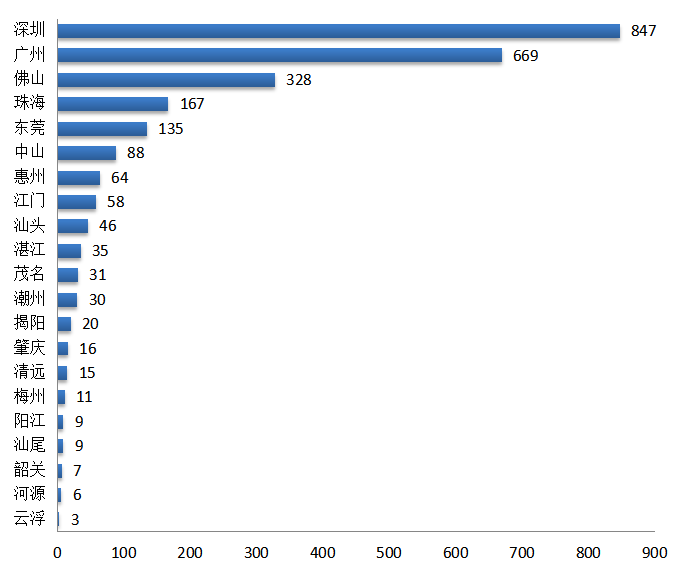 深圳 847
广州 669
佛山 328
珠海 167
东莞 135
中山 88
惠州 64
江门 58
汕头 46
湛江 35
茂名 31
潮州 30
揭阳 20
肇庆 16
清远 15
梅州 11
阳江 9
汕尾 9
韶关 7
河源 6
云浮 3
0 100 200 300 400 500 600 700 800 900